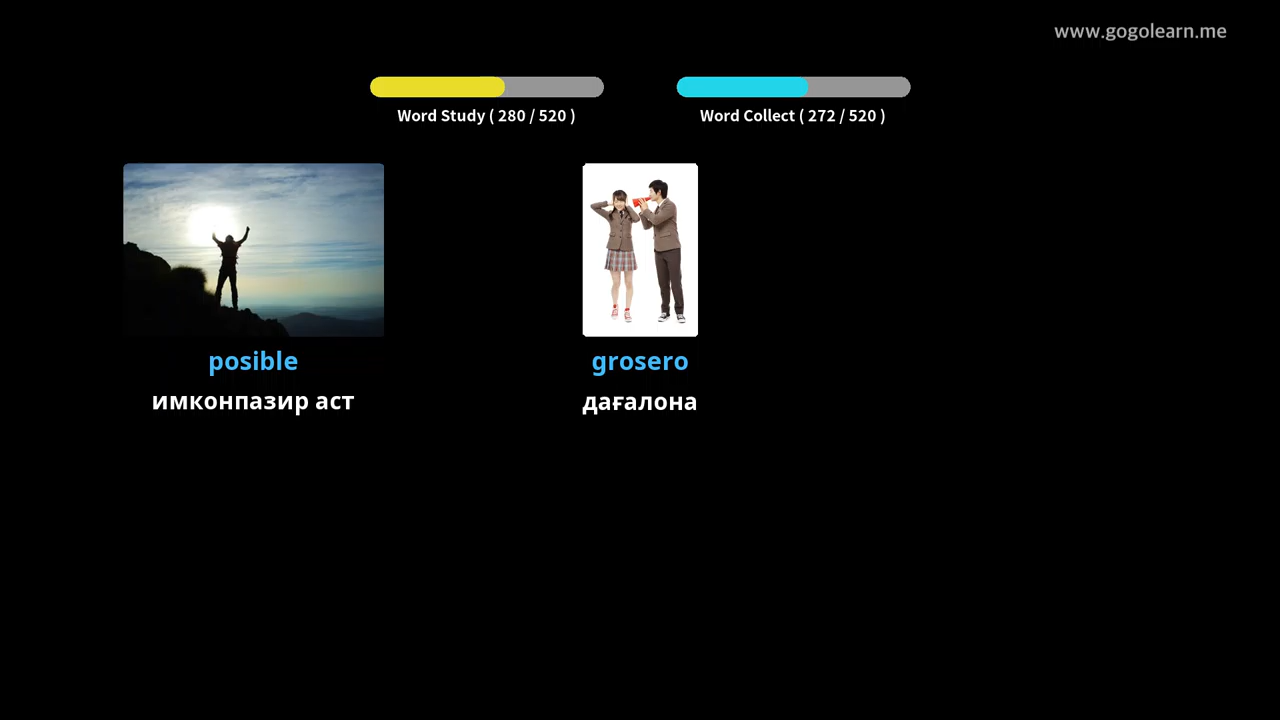 www.gogolearn.me
Word Study ( 280 / 520 )
Word Collect ( 272 / 520 )
posible
имконпазир аст
grosero
дағалона